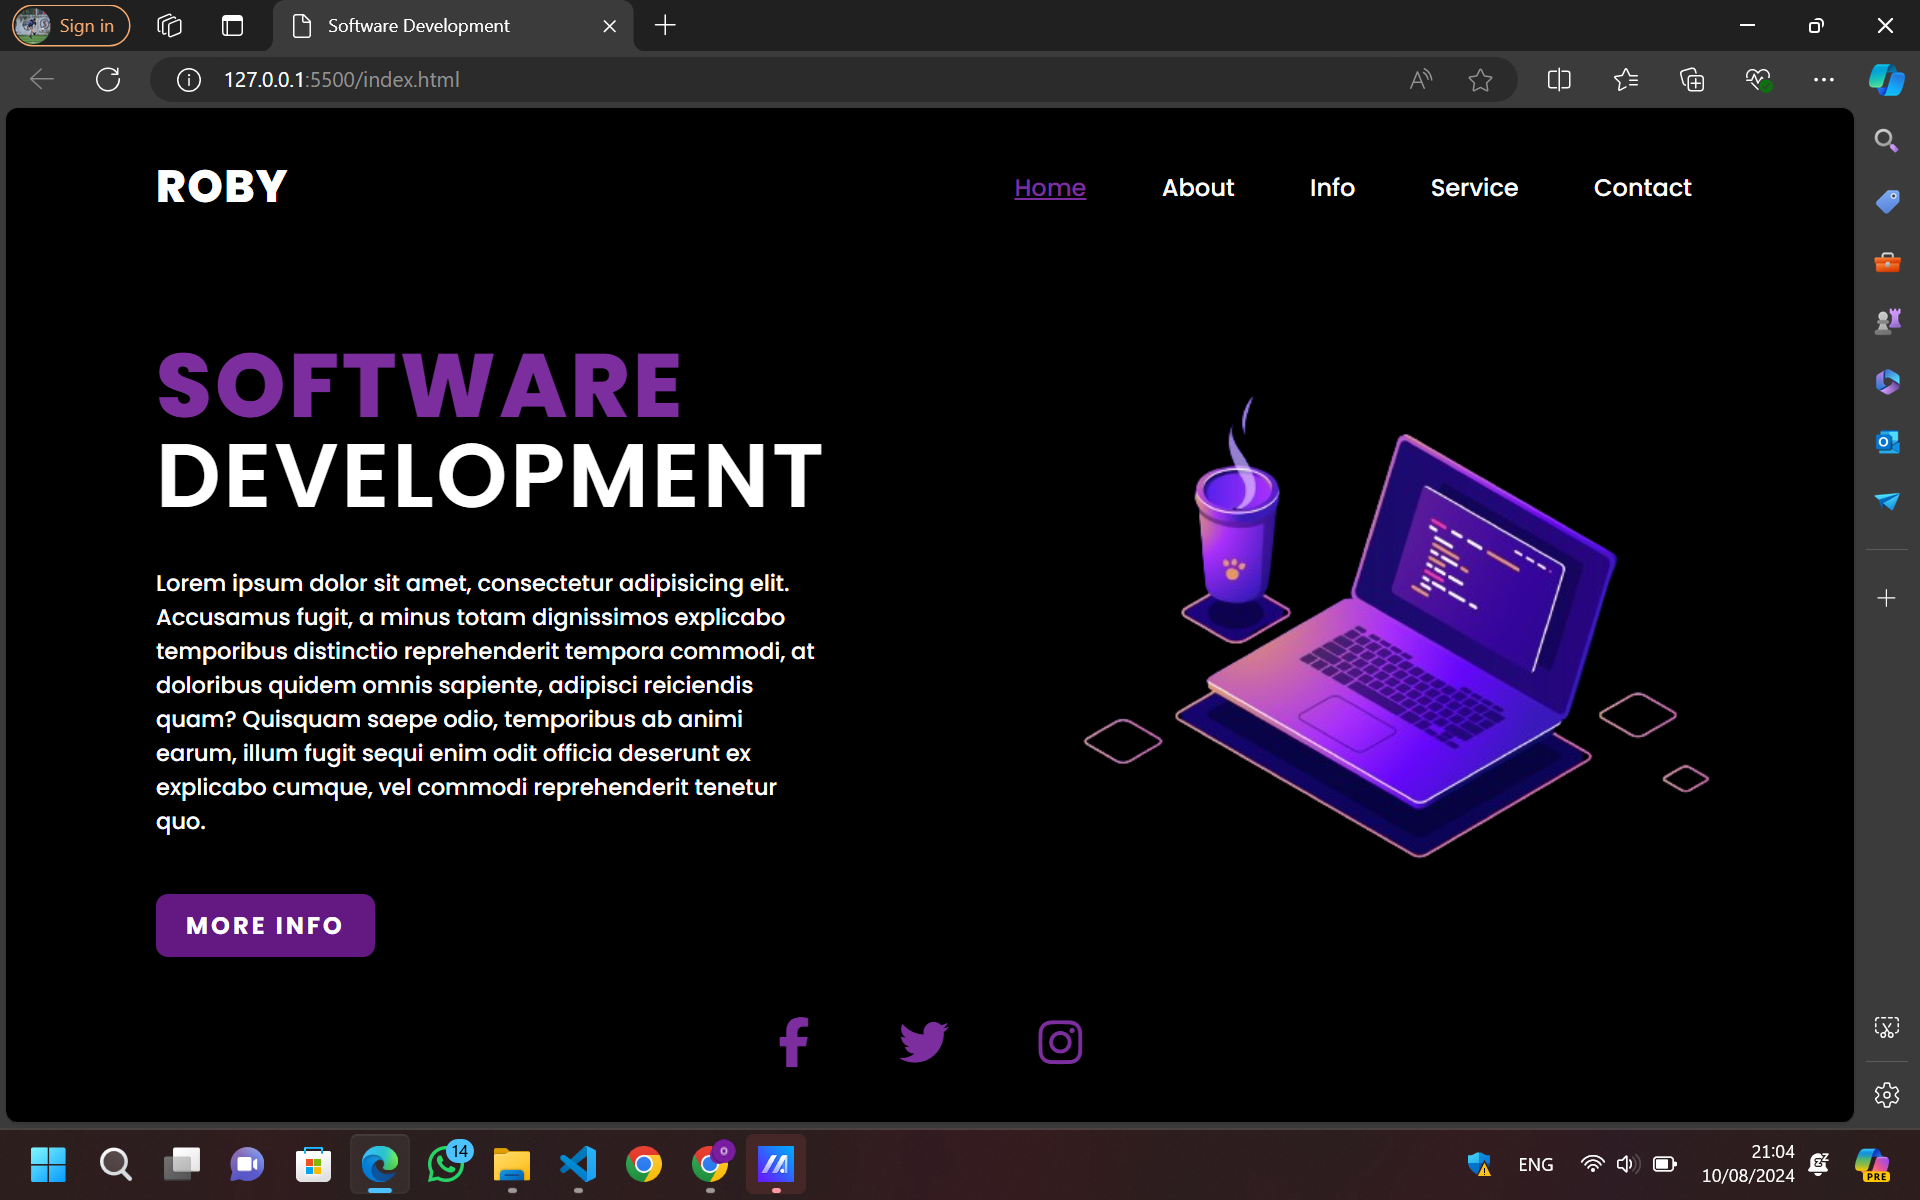 Sign in
Software Development
127.0.0.1:5500/index.html
ROBY
Home About Info Service Contact
SOFTWARE
DEVELOPMENT
Lorem ipsum dolor sit amet, consectetur adipisicing elit.
Accusamus fugit, a minus totam dignissimos explicabo
temporibus distinctio reprehenderit tempora commodi, at
doloribus quidem omnis sapiente, adipisci reiciendis
quam? Quisquam saepe odio, temporibus ab animi
earum, illum fugit sequi enim odit officia deserunt ex
explicabo cumque, vel commodi reprehenderit tenetur
quo.
MORE INFO
14
ENG
21:04
10/08/2024
PRE